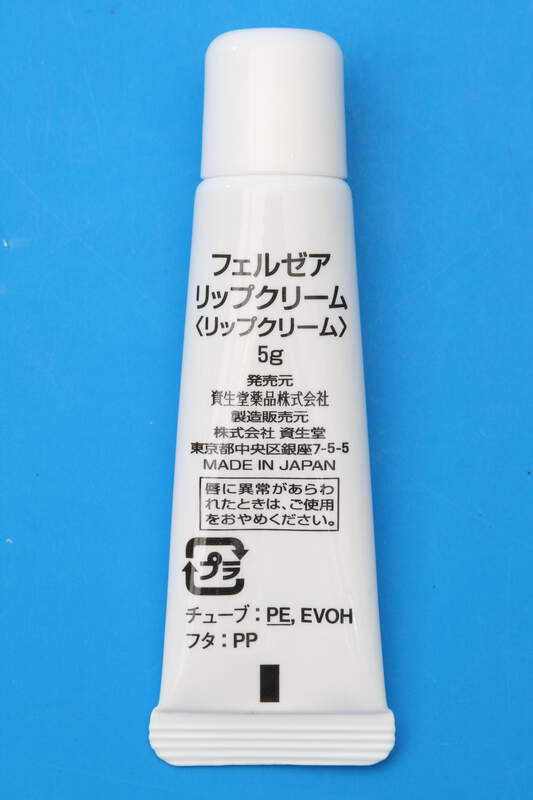 フェルゼア
リップクリーム
〈リップクリーム〉
5g
発売元
資生堂薬品株式会社
製造販売元
株式会社 資生堂
東京都中央区銀座7-5-5
MADE IN JAPAN
唇に異常があらわ
れたときは、ご使用
をおやめください。
プラ
チューブ：PE, EVOH
フタ：PP